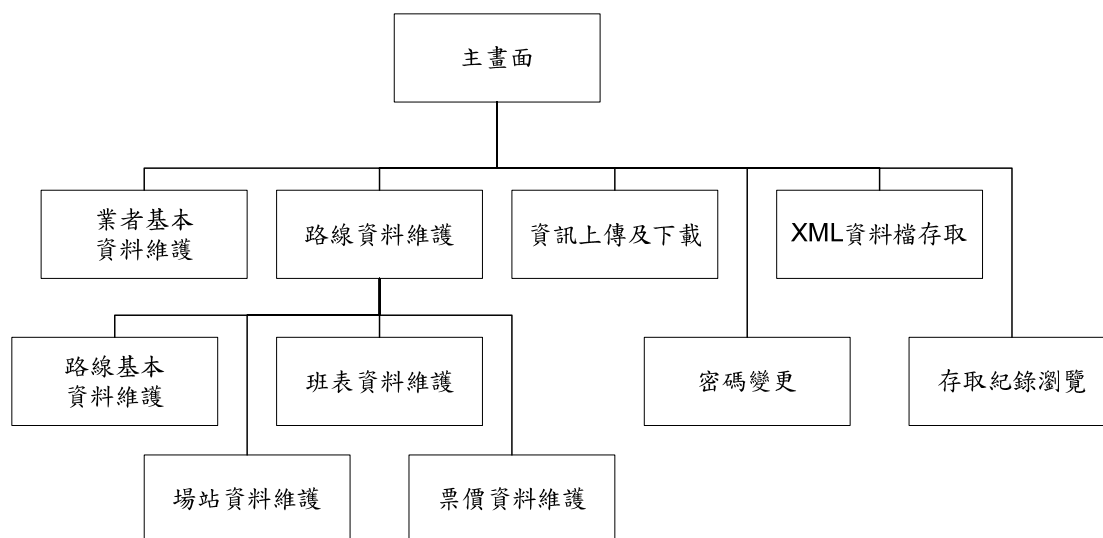 主畫面
業者基本
資料維護
路線資料維護
資訊上傳及下載
XML資料檔存取
路線基本
資料維護
班表資料維護
密碼變更
存取紀錄瀏覽
場站資料維護
票價資料維護